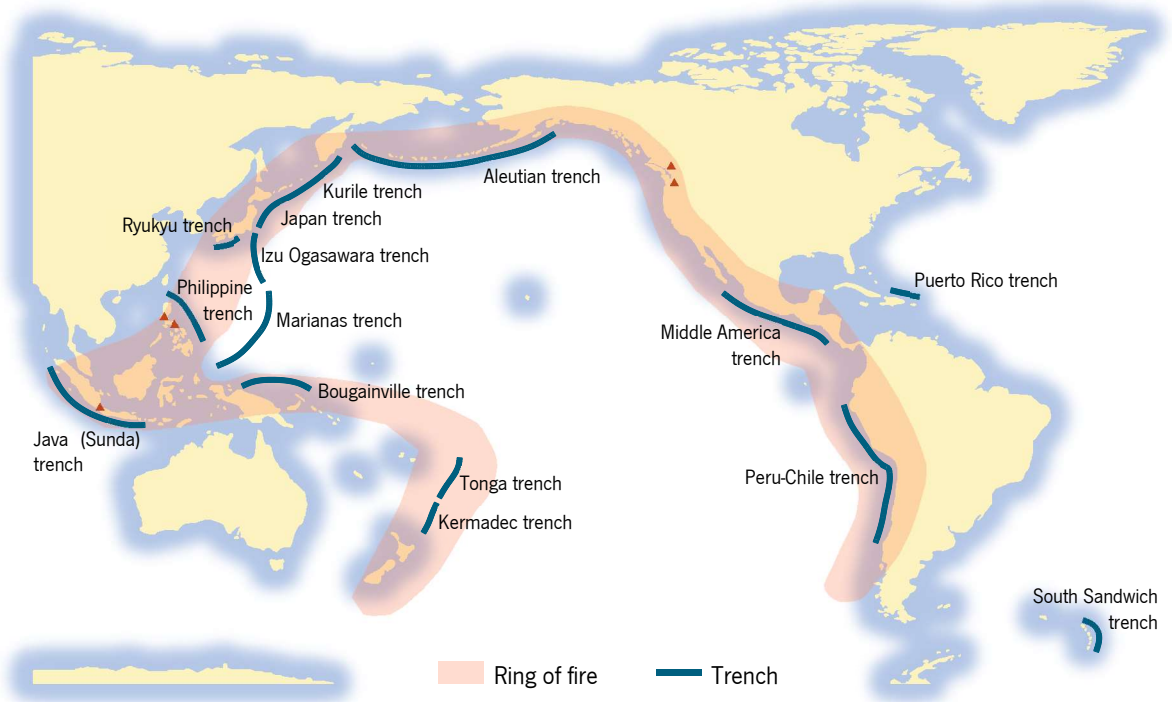 Aleutian trench
Kurile trench
Japan trench
Ryukyu trench
Izu Ogasawara trench
Puerto Rico trench
Philippine
trench
Marianas trench
Middle America
trench
Bougainville trench
Java (Sunda)
trench
Peru-Chile trench
Tonga trench
Kermadec trench
South Sandwich
trench
Ring of fire
Trench